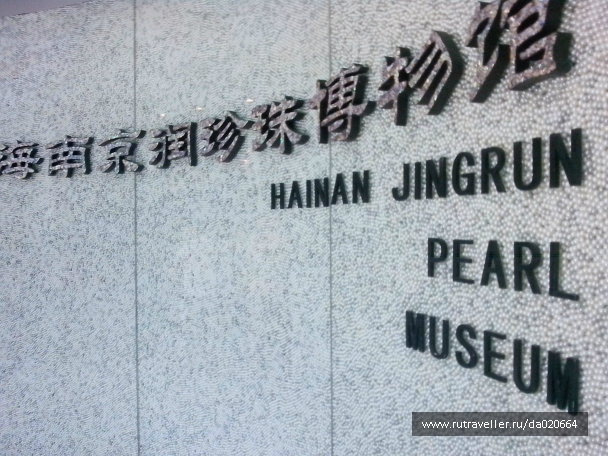 海南京润珍珠博物馆
HAINAN JINGRUN
PEARL
MUSEUM
www.rutraveller.ru/da020664